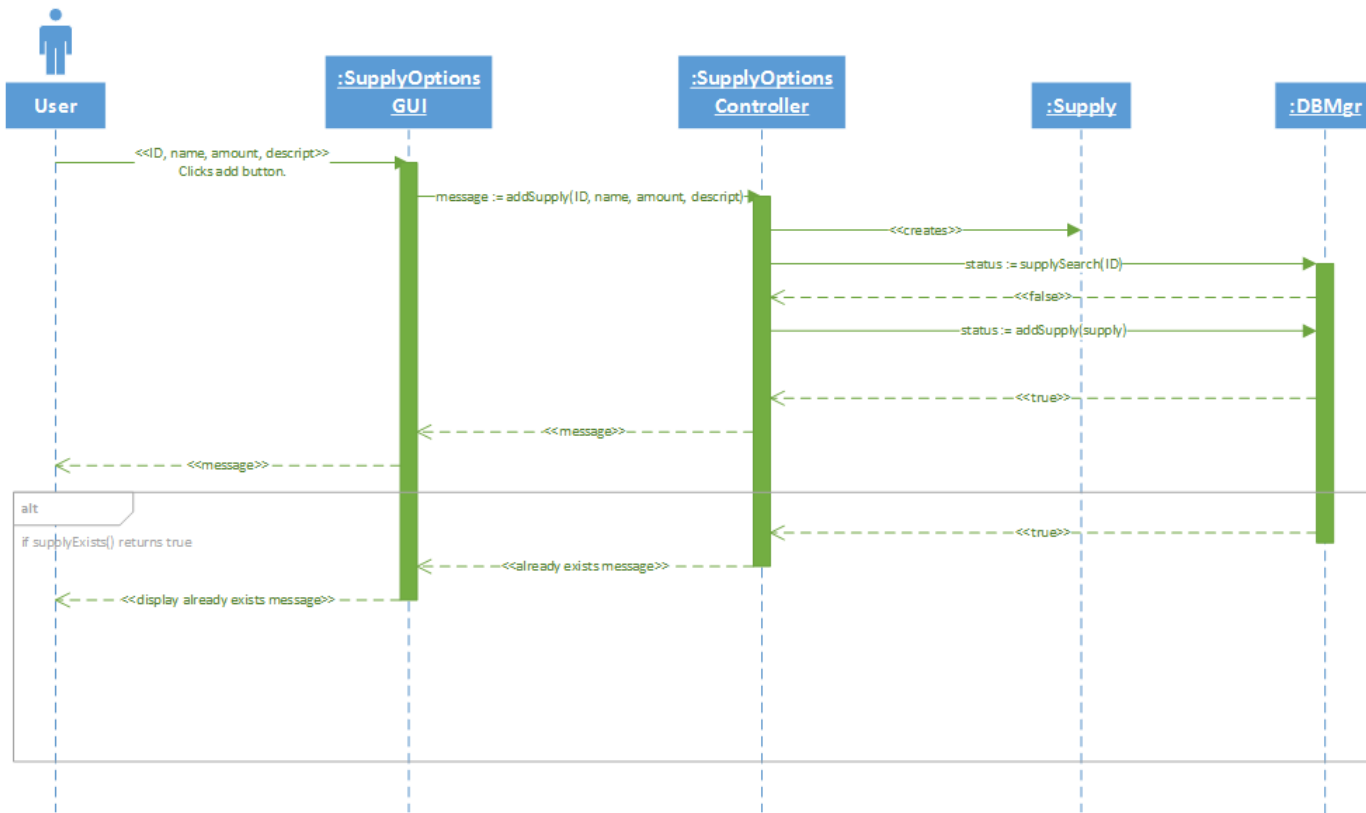 :SupplyOptions
GUI
:SupplyOptions
Controller
User
:Supply
:DBMgr
<<ID, name, amount, descript>>
Clicks add button.
message := addSupply(ID, name, amount, descript)
<<creates>>
status := supplySearch(ID)
<<false>>
status := addSupply(supply)
<<true>>
<<message>>
<<message>>
alt
if supplyExists() returns true
<<true>>
<<already exists message>>
<<display already exists message>>